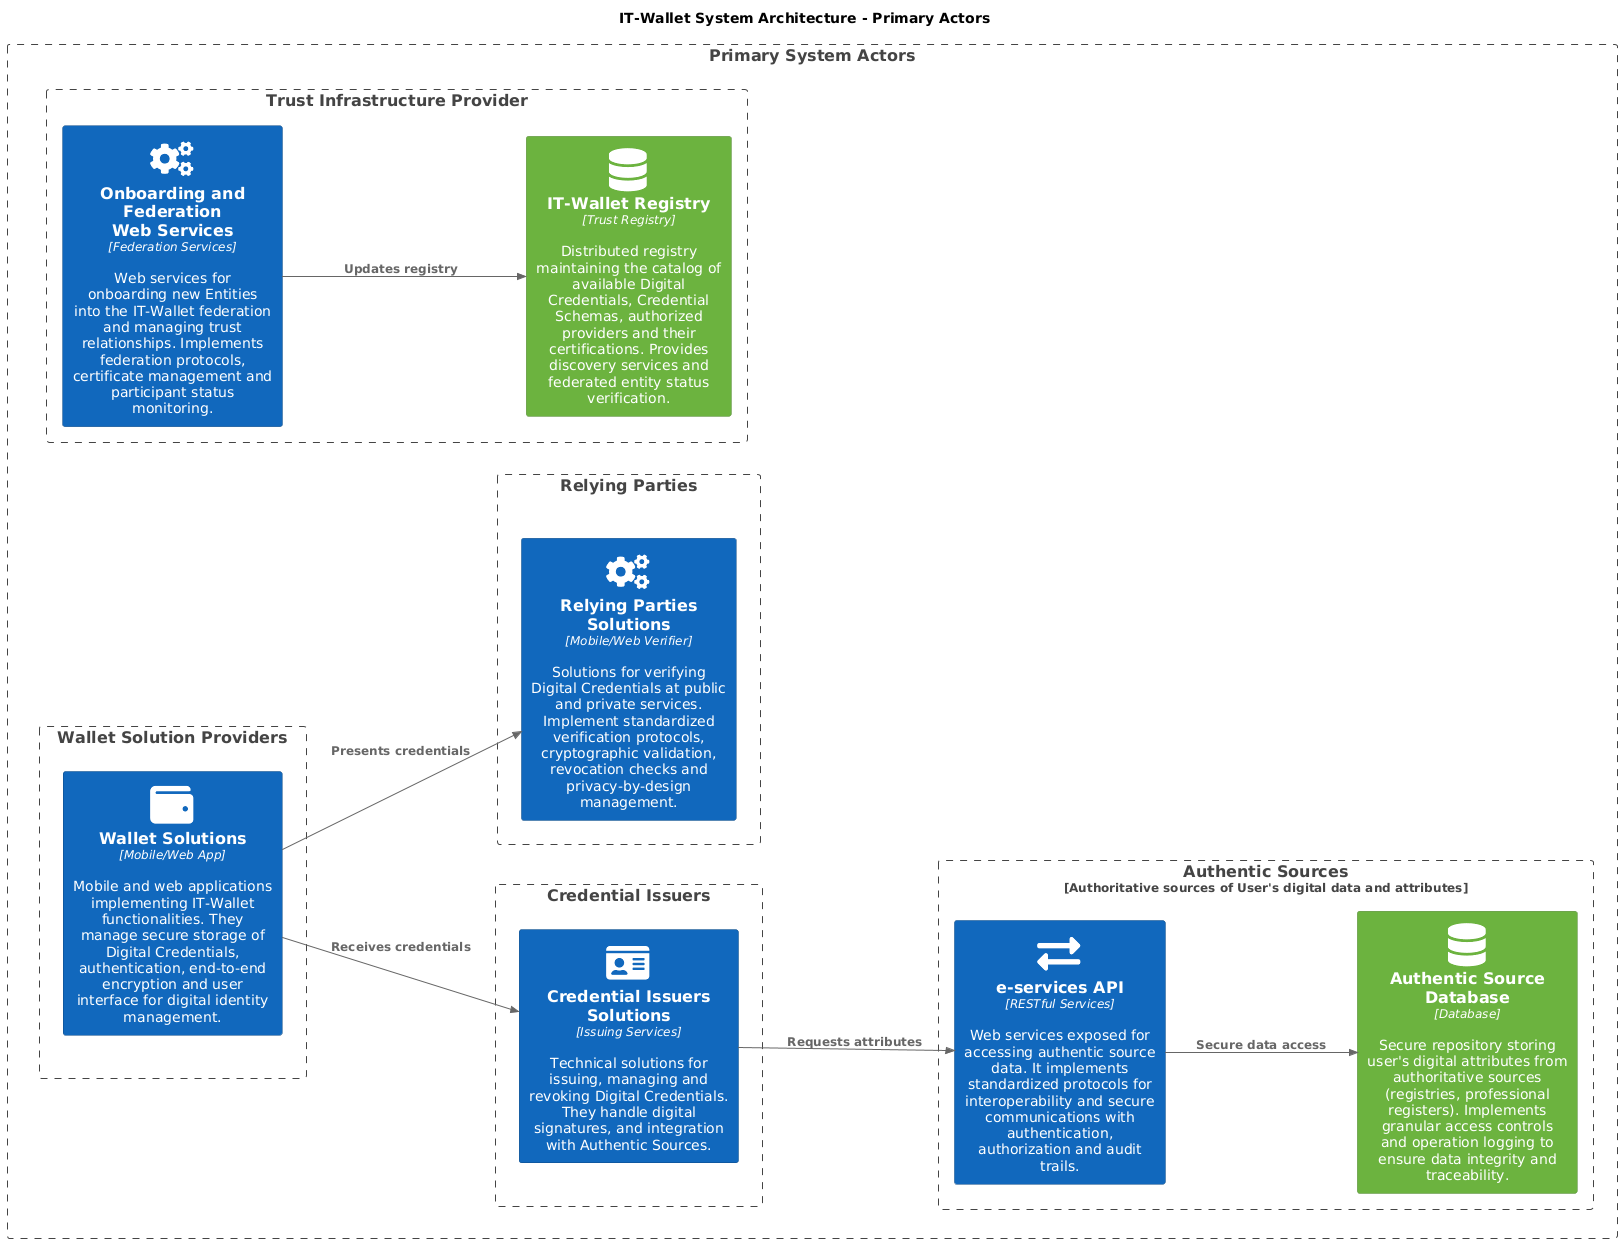 IT-Wallet System Architecture - Primary Actors
Primary System Actors
Trust Infrastructure Provider
Onboarding and
Federation
Web Services
[Federation Services]
Web services for
onboarding new Entities
into the IT-Wallet federation
and managing trust
relationships. Implements
federation protocols,
certificate management and
participant status
monitoring.
Updates registry
IT-Wallet Registry
[Trust Registry]
Distributed registry
maintaining the catalog of
available Digital
Credentials, Credential
Schemas, authorized
providers and their
certifications. Provides
discovery services and
federated entity status
verification.
Relying Parties
Relying Parties
Solutions
[Mobile/Web Verifier]
Solutions for verifying
Digital Credentials at public
and private services.
Implement standardized
verification protocols,
cryptographic validation,
revocation checks and
privacy-by-design
management.
Wallet Solution Providers
Wallet Solutions
[Mobile/Web App]
Mobile and web applications
implementing IT-Wallet
functionalities. They
manage secure storage of
Digital Credentials,
authentication, end-to-end
encryption and user
interface for digital identity
management.
Presents credentials
Receives credentials
Credential Issuers
Credential Issuers
Solutions
[Issuing Services]
Technical solutions for
issuing, managing and
revoking Digital Credentials.
They handle digital
signatures, and integration
with Authentic Sources.
Requests attributes
Authentic Sources
[Authoritative sources of User's digital data and attributes]
e-services API
[RESTful Services]
Web services exposed for
accessing authentic source
data. It implements
standardized protocols for
interoperability and secure
communications with
authentication,
authorization and audit
trails.
Secure data access
Authentic Source
Database
[Database]
Secure repository storing
user's digital attributes from
authoritative sources
(registries, professional
registers). Implements
granular access controls
and operation logging to
ensure data integrity and
traceability.